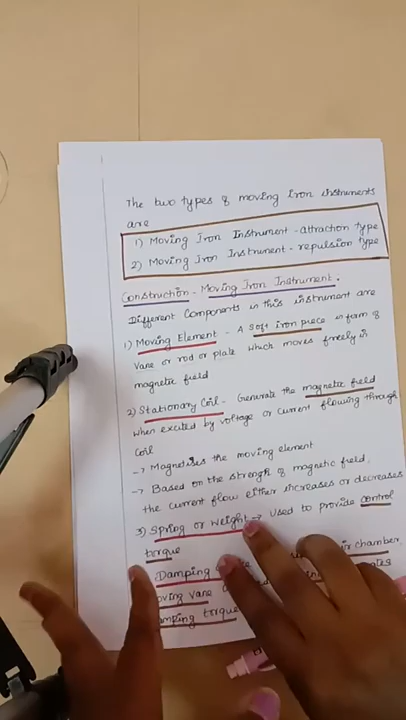 The two types of moving iron instruments
are
1) Moving Iron Instrument - attraction type
2) Moving Iron Instrument - repulsion type
Construction - Moving Iron Instrument.
Different Components in this instrument are
1) Moving Element - A Soft iron piece in form of
vane or rod or plate which moves freely in
magnetic field
2) Stationary Coil - Generate the magnetic field
when excited by voltage or current flowing through
coil
→ Magnetises the moving element
→ Based on the strength of magnetic field,
the current flow either increases or decreases
3) Spring or Weight → Used to provide control
torque
Damping chamber,
oving vane
amping torque